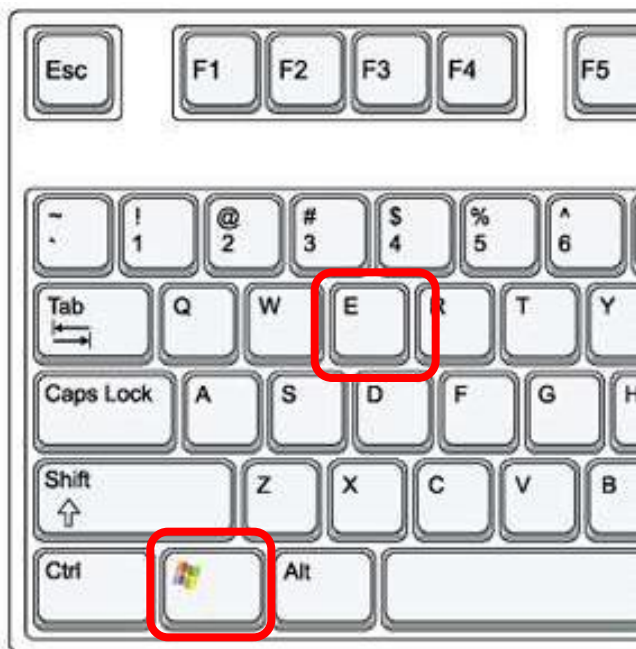 Esc F1 F2 F3 F4 F5
~ ! @ # $ % ^
` 1 2 3 4 5 6
Tab Q W E R T Y
Caps Lock A S D F G H
Shift Z X C V B
Ctrl Alt